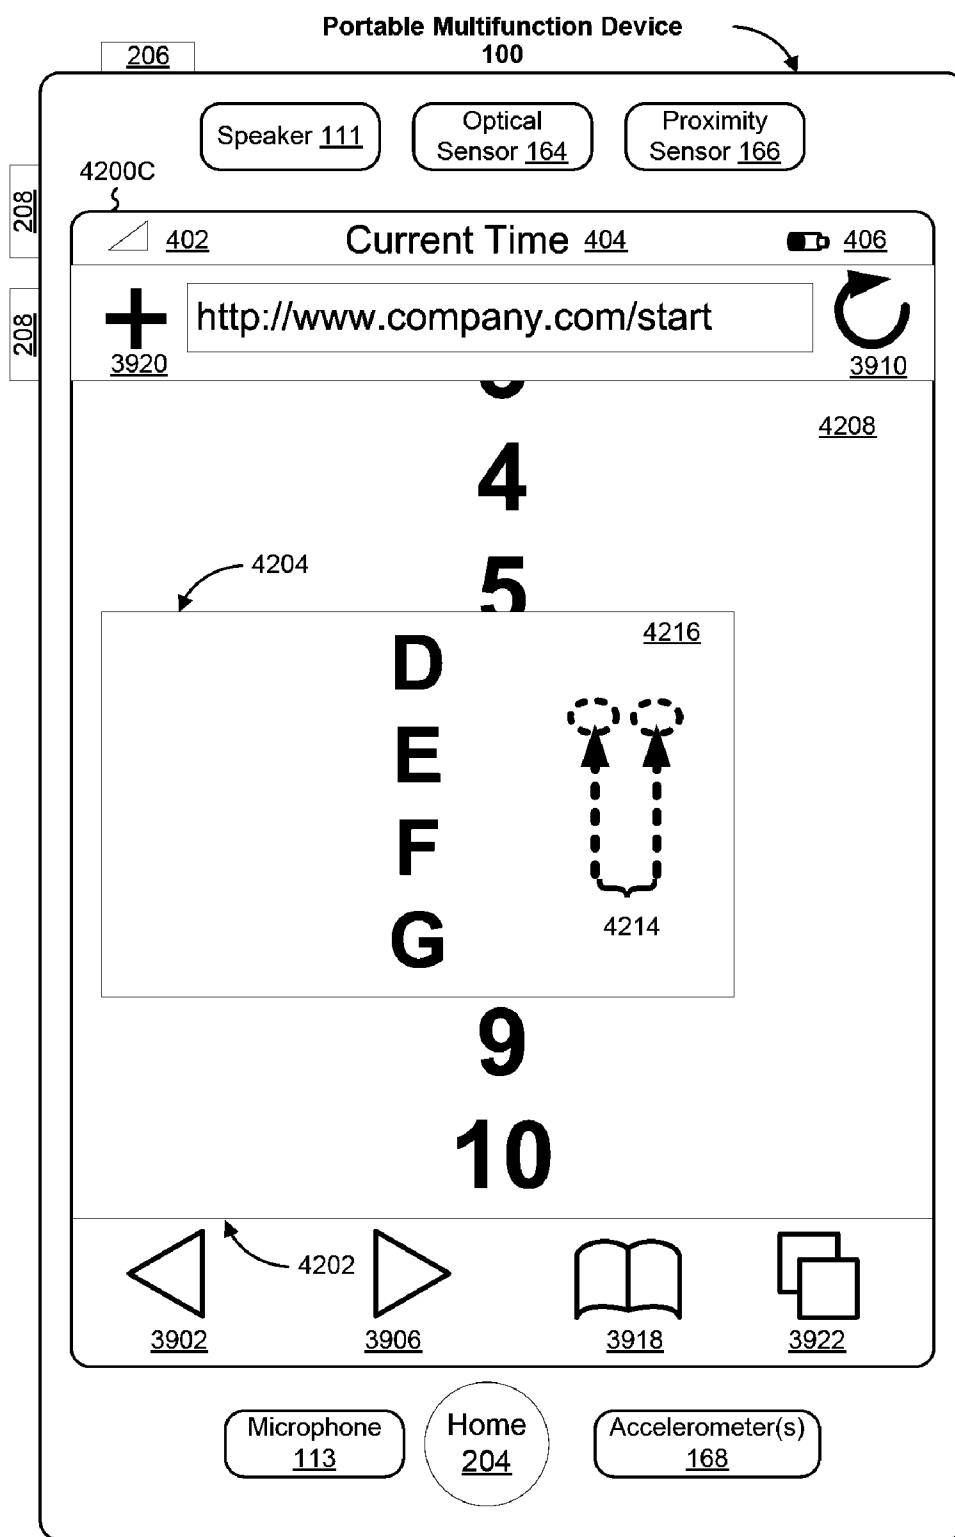 Portable Multifunction Device
100
206
Speaker 111
Optical
Sensor 164
Proximity
Sensor 166
4200C
208
208
402
Current Time 404
406
http://www.company.com/start
3920
3910
4208
4
4204
5
4216
D
E
F
G
4214
9
10
4202
3902
3906
3918
3922
Microphone
113
Home
204
Accelerometer(s)
168